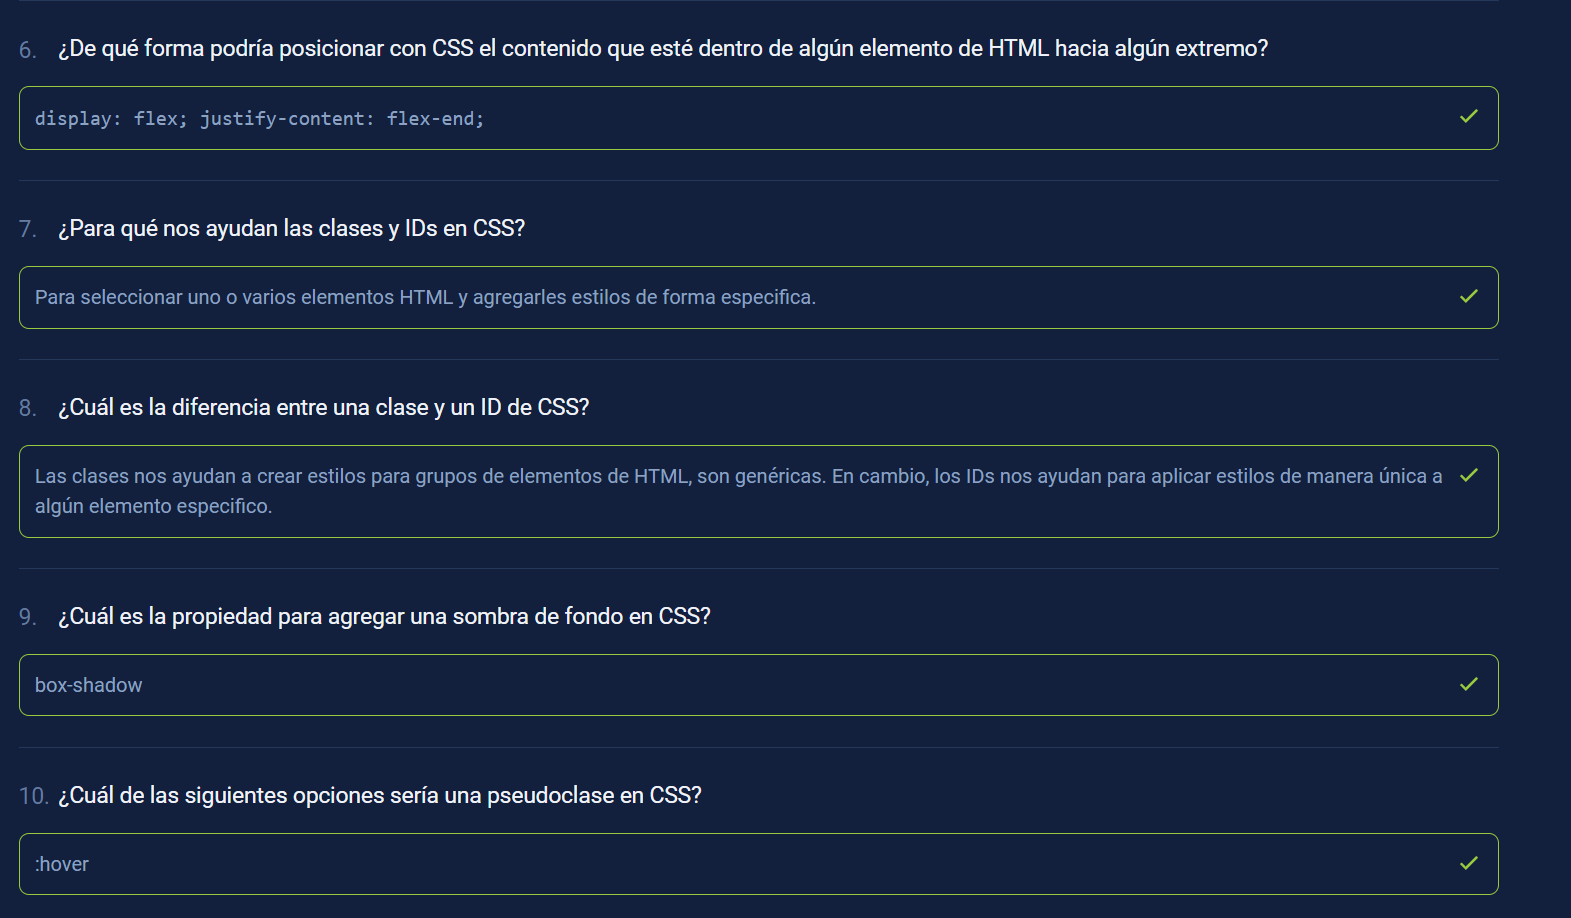 6. ¿De qué forma podría posicionar con CSS el contenido que esté dentro de algún elemento de HTML hacia algún extremo?
display: flex; justify-content: flex-end;
7. ¿Para qué nos ayudan las clases y IDs en CSS?
Para seleccionar uno o varios elementos HTML y agregarles estilos de forma especifica.
8. ¿Cuál es la diferencia entre una clase y un ID de CSS?
Las clases nos ayudan a crear estilos para grupos de elementos de HTML, son genéricas. En cambio, los IDs nos ayudan para aplicar estilos de manera única a
algún elemento especifico.
9. ¿Cuál es la propiedad para agregar una sombra de fondo en CSS?
box-shadow
10. ¿Cuál de las siguientes opciones sería una pseudoclase en CSS?
:hover